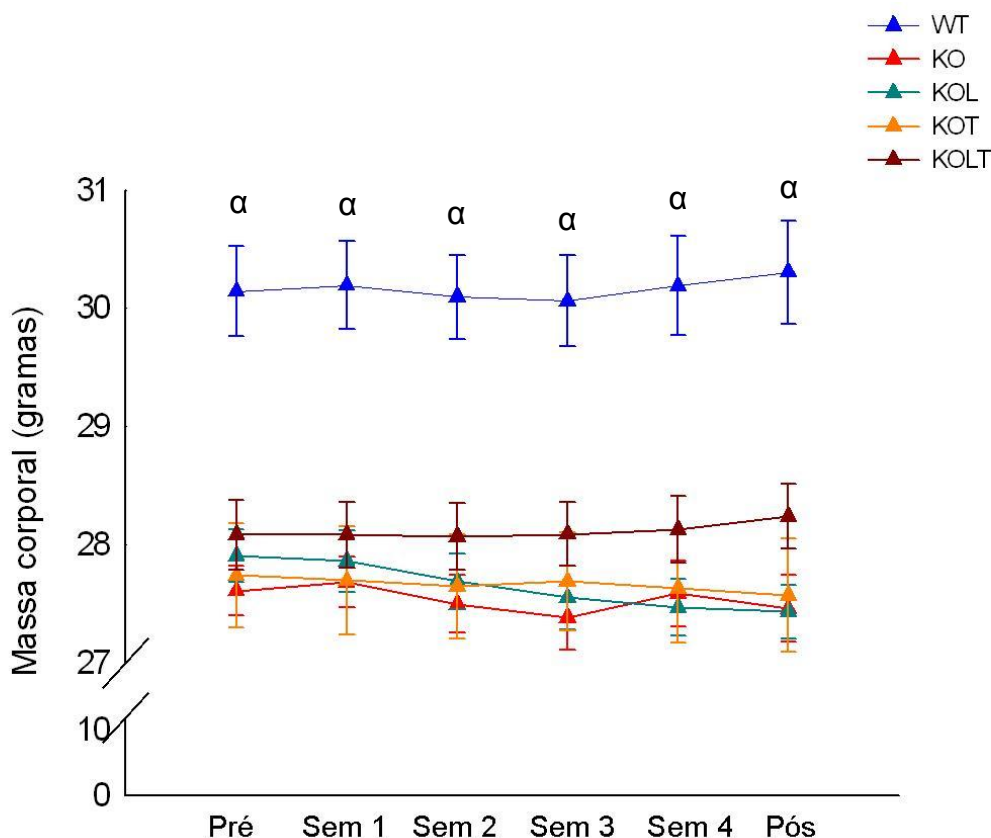 WT
KO
KOL
KOT
KOLT
α α α α α α
Massa corporal (gramas)
31
30
29
28
27
10
0
Pré Sem 1 Sem 2 Sem 3 Sem 4 Pós